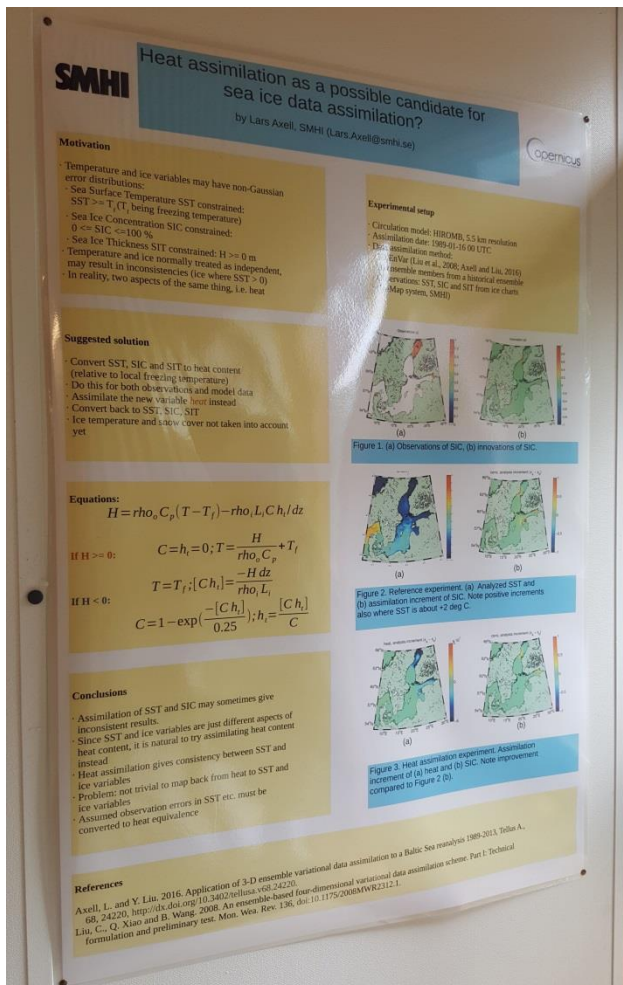 SMHI
Heat assimilation as a possible candidate for
sea ice data assimilation?
by Lars Axell, SMHI (Lars.Axell@smhi.se)
opernicus
Motivation
· Temperature and ice variables may have non-Gaussian
error distributions:
· Sea Surface Temperature SST constrained:
SST >= T_f (T_f being freezing temperature)
· Sea Ice Concentration SIC constrained:
0 <= SIC <=100 %
· Sea Ice Thickness SIT constrained: H >= 0 m
· Temperature and ice normally treated as independent,
may result in inconsistencies (ice where SST > 0)
· In reality, two aspects of the same thing, i.e. heat
Suggested solution
· Convert SST, SIC and SIT to heat content
(relative to local freezing temperature)
· Do this for both observations and model data
· Assimilate the new variable heat instead
· Convert back to SST, SIC, SIT
· Ice temperature and snow cover not taken into account
yet
Equations:
H=rho_o C_p(T−T_f)−rho_i L_i C h_i/dz
If H >= 0: C=h_i=0; T= H / rho_o C_p + T_f
If H < 0: T=T_f; [C h_i]= −H dz / rho_i L_i
C=1−exp(−[C h_i] / 0.25); h_i= [C h_i] / C
Conclusions
· Assimilation of SST and SIC may sometimes give
inconsistent results.
· Since SST and ice variables are just different aspects of
heat content, it is natural to try assimilating heat content
instead
· Heat assimilation gives consistency between SST and
ice variables
· Problem: not trivial to map back from heat to SST and
ice variables
· Assumed observation errors in SST etc. must be
converted to heat equivalence
Experimental setup
· Circulation model: HIROMB, 5.5 km resolution
· Assimilation date: 1989-01-16 00 UTC
· Data assimilation method:
EnVar (Liu et al., 2008; Axell and Liu, 2016)
ensemble members from a historical ensemble
SST, SIC and SIT from ice charts
Map system, SMHI)
(a)
(b)
Figure 1. (a) Observations of SIC, (b) innovations of SIC.
(a)
(b)
Figure 2. Reference experiment. (a) Analyzed SST and
(b) assimilation increment of SIC. Note positive increments
also where SST is about +2 deg C.
(a)
(b)
Figure 3. Heat assimilation experiment. Assimilation
increment of (a) heat and (b) SIC. Note improvement
compared to Figure 2 (b).
References
Axell, L. and Y. Liu. 2016. Application of 3-D ensemble variational data assimilation to a Baltic Sea reanalysis 1989-2013, Tellus A.,
68, 24220, http://dx.doi.org/10.3402/tellusa.v68.24220.
Liu, C., Q. Xiao and B. Wang. 2008. An ensemble-based four-dimensional variational data assimilation scheme. Part I: Technical
formulation and preliminary test. Mon. Wea. Rev. 136, doi:10.1175/2008MWR2312.1.